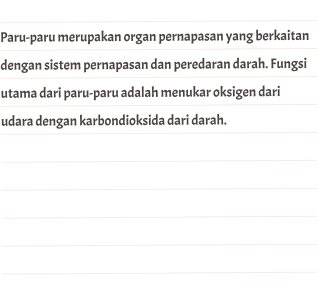 Paru-paru merupakan organ pernapasan yang berkaitan
dengan sistem pernapasan dan peredaran darah. Fungsi
utama dari paru-paru adalah menukar oksigen dari
udara dengan karbondioksida dari darah.